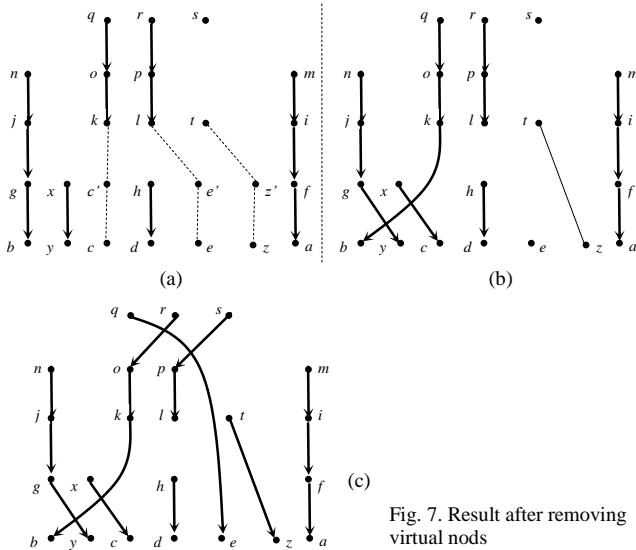 q r s q r s
n o p m n o p m
j k l t i j k l t i
g x c' h e' z' f g x h f
b y c d e z a b y c d e z a
(a) (b)
q r s
n o p m
j k l t i
g x h f (c)
b y c d e z a
Fig. 7. Result after removing
virtual nods